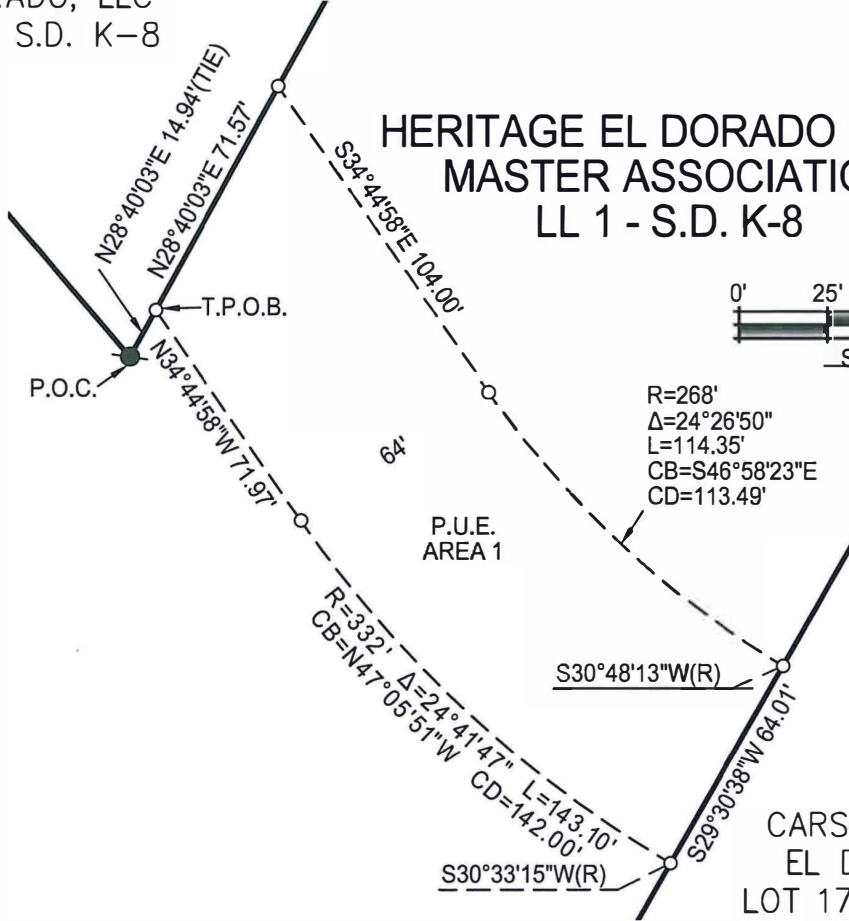 LLC
S.D. K-8
N28°40'03"E 14.94'(TIE)
N28°40'03"E 71.57'
HERITAGE EL DORADO
MASTER
LL 1 - S.D. K-8
S34°44'58"E 104.00'
0' 25'
T.P.O.B.
P.O.C.
N34°44'58"W 71.97'
64'
R=268'
Δ=24°26'50"
L=114.35'
CB=S46°58'23"E
CD=113.49'
P.U.E.
AREA 1
R=332' Δ=24°41'47" L=143.10'
CB=N47°05'51"W CD=142.00'
S30°48'13"W(R)
S29°30'38"W 64.01'
S30°33'15"W(R)
EL
LOT 17